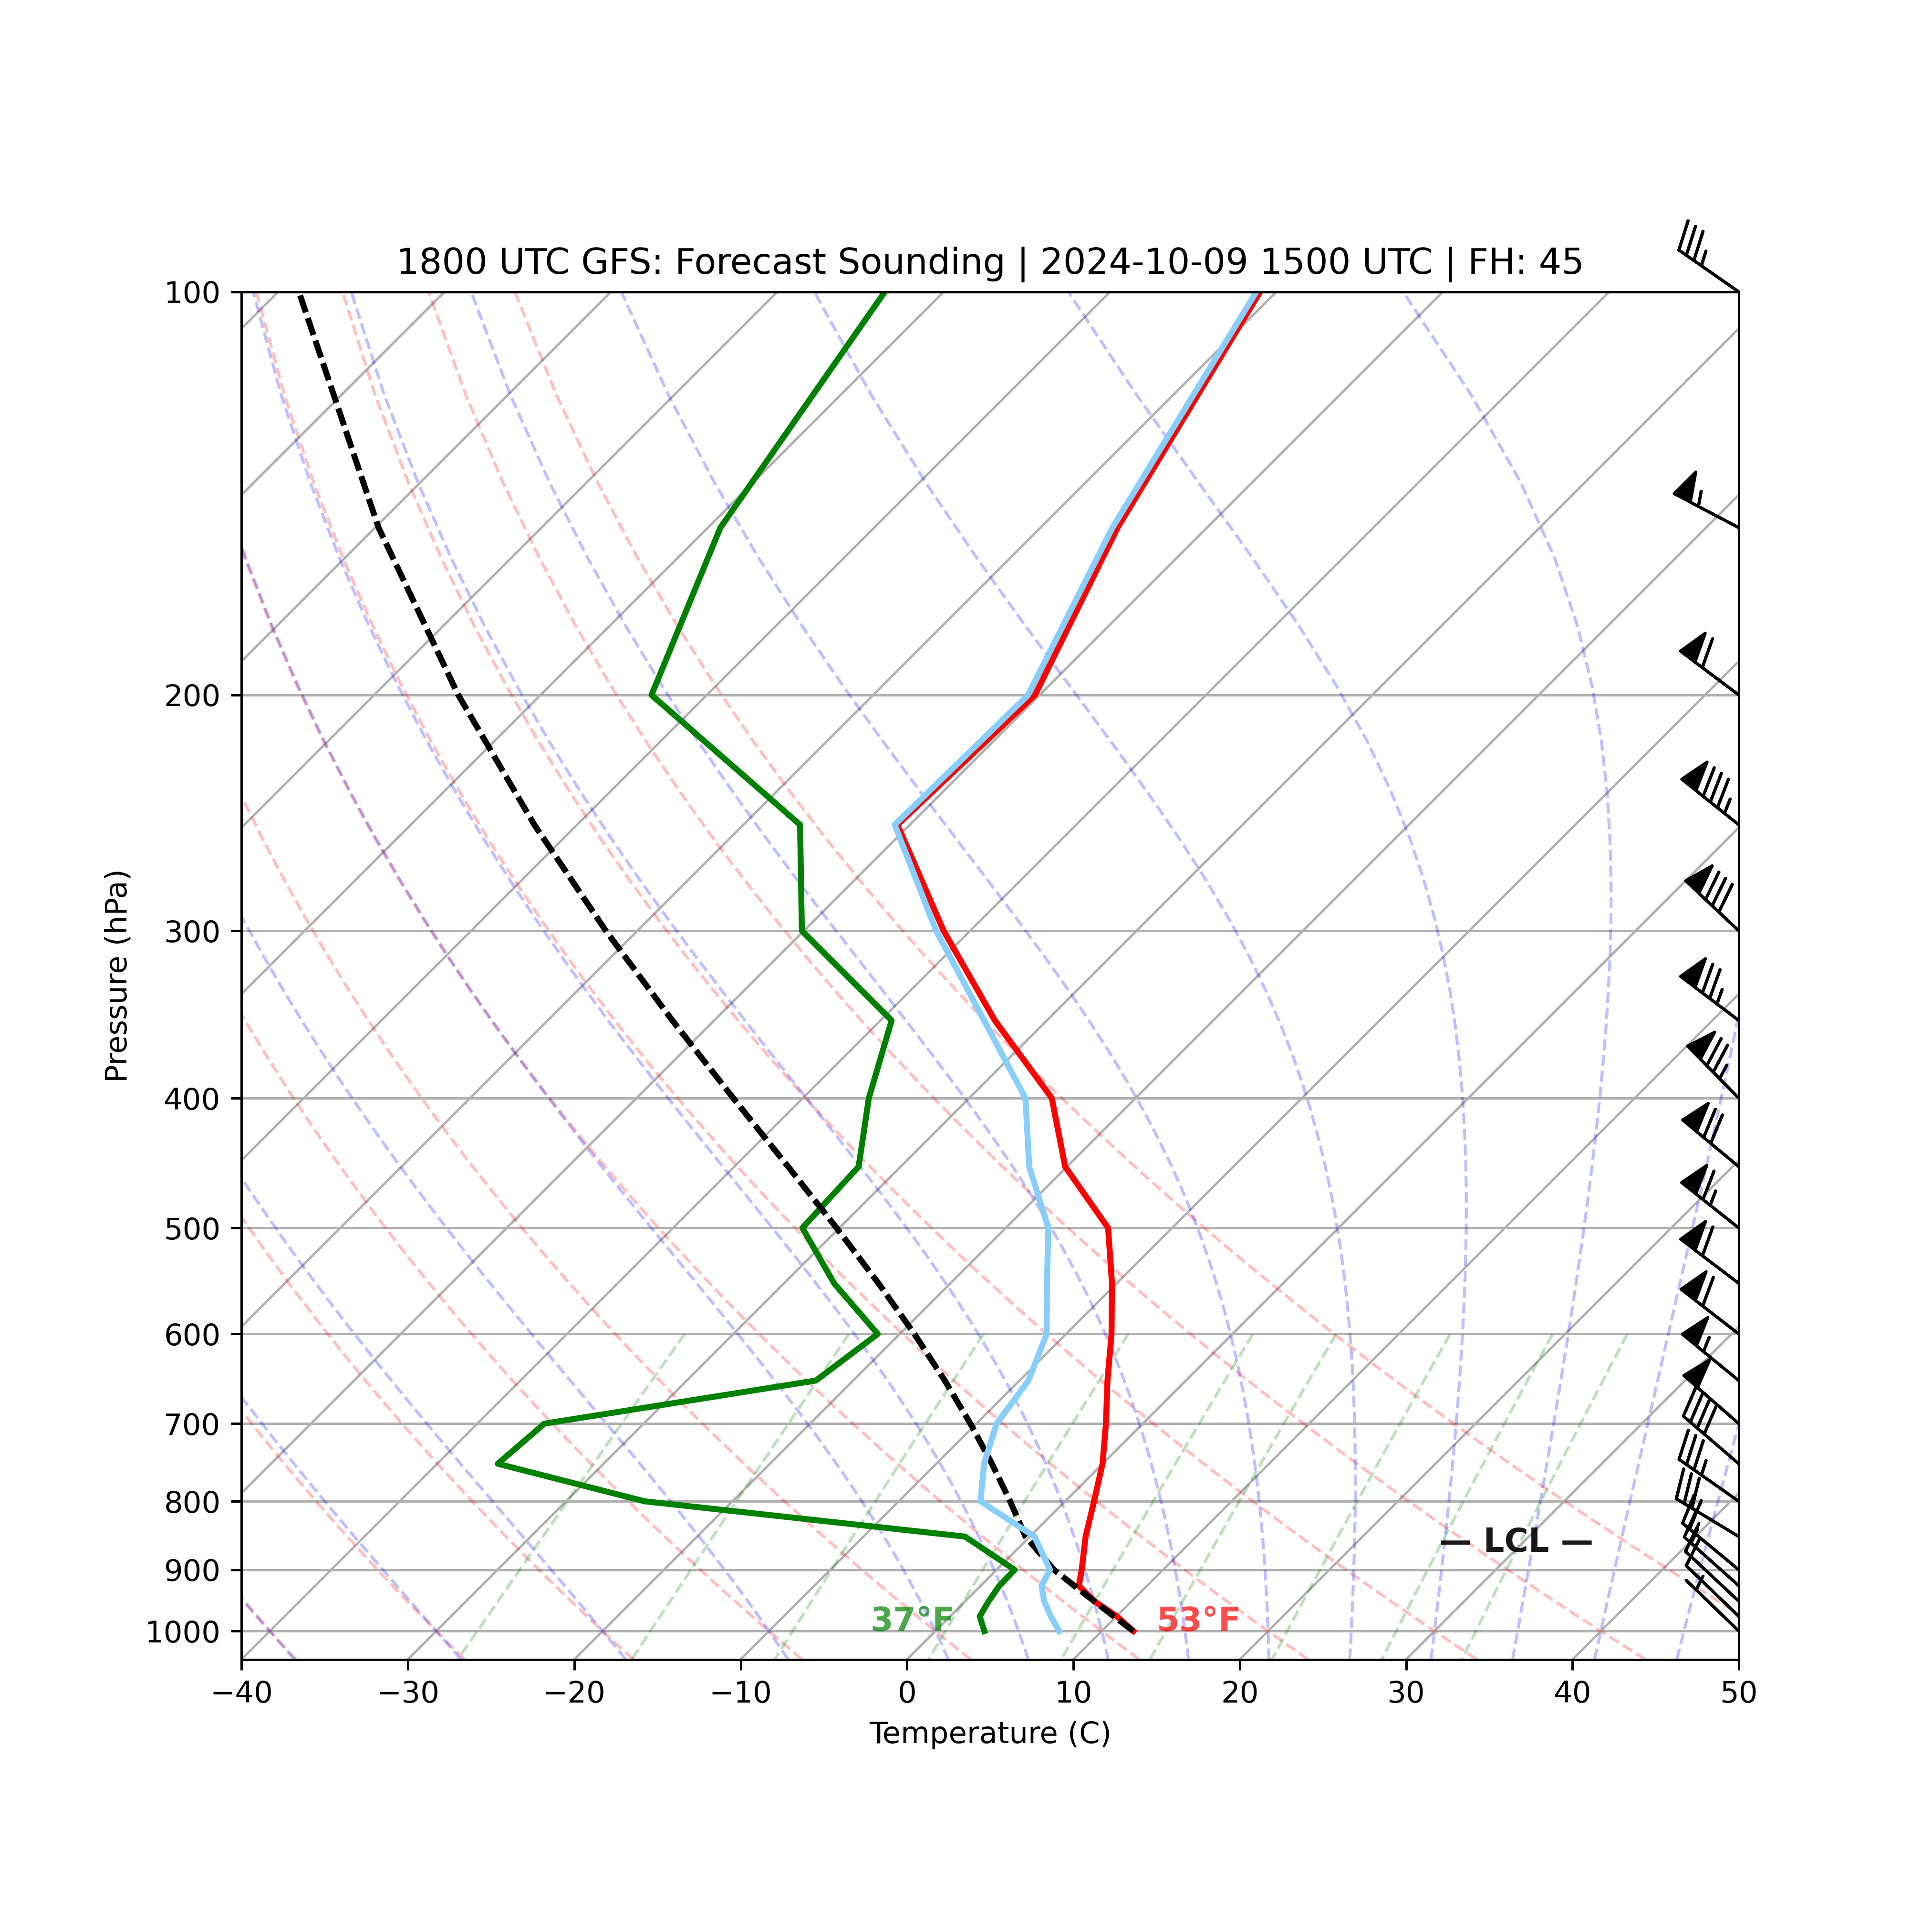 1800 UTC GFS: Forecast Sounding | 2024-10-09 1500 UTC | FH: 45
100
200
300
400
500
600
700
800
900
1000
Pressure (hPa)
— LCL —
37°F
53°F
−40 −30 −20 −10 0 10 20 30 40 50
Temperature (C)